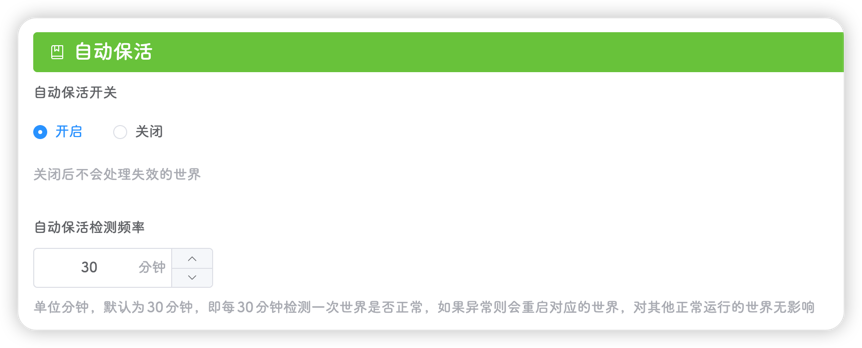 自动保活
自动保活开关
开启 关闭
关闭后不会处理失效的世界
自动保活检测频率
30 分钟
单位分钟，默认为30分钟，即每30分钟检测一次世界是否正常，如果异常则会重启对应的世界，对其他正常运行的世界无影响